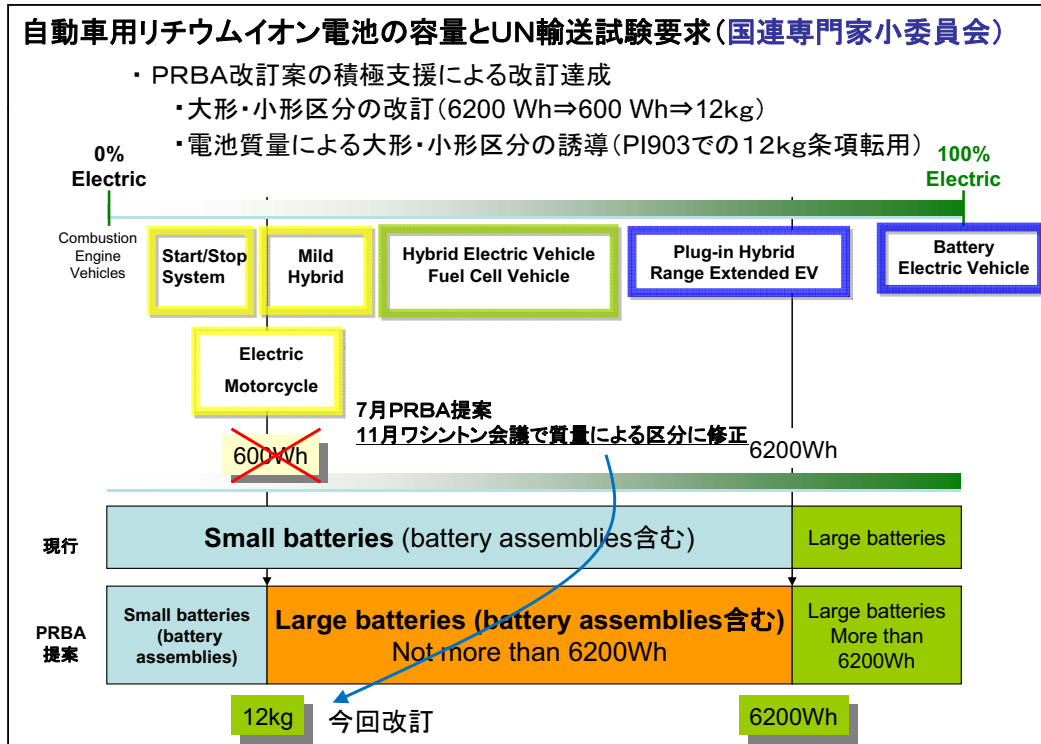 自動車用リチウムイオン電池の容量とUN輸送試験要求(国連専門家小委員会)
・ PRBA改訂案の積極支援による改訂達成
・大形・小形区分の改訂(6200 Wh⇒600 Wh⇒12kg)
・電池質量による大形・小形区分の誘導(PI903での12kg条項転用)
0%
Electric
100%
Electric
Combustion
Engine
Vehicles
Start/Stop
System
Mild
Hybrid
Hybrid Electric Vehicle
Fuel Cell Vehicle
Plug-in Hybrid
Range Extended EV
Battery
Electric Vehicle
Electric
Motorcycle
7月PRBA提案
11月ワシントン会議で質量による区分に修正
600Wh
6200Wh
現行
Small batteries (battery assemblies含む)
Large batteries
PRBA
提案
Small batteries
(battery
assemblies)
Large batteries (battery assemblies含む)
Not more than 6200Wh
Large batteries
More than
6200Wh
12kg
今回改訂
6200Wh